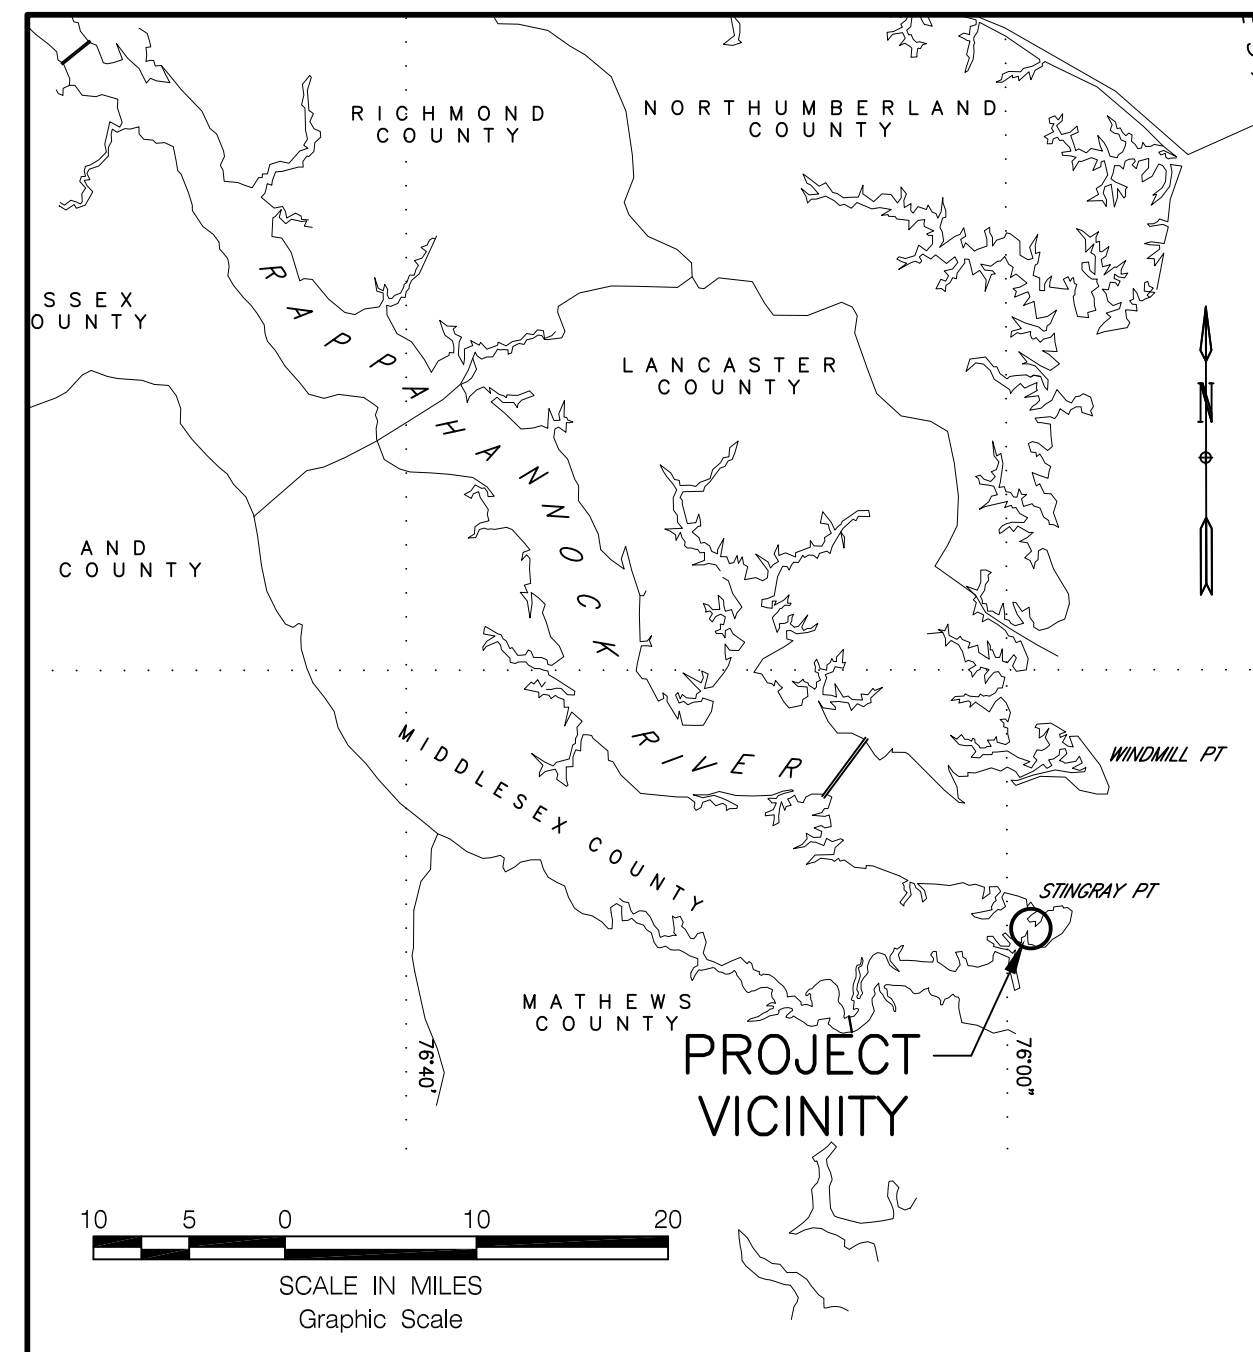 RICHMOND
COUNTY
NORTHUMBERLAND
COUNTY
SSEX
OUNTY
RAPPAHANNOCK
RIVER
LANCASTER
COUNTY
N
AND
COUNTY
MIDDLESEX COUNTY
WINDMILL PT
STINGRAY PT
MATHEWS
COUNTY
PROJECT
VICINITY
76°40'
76°00"
10 5 0 10 20
SCALE IN MILES
Graphic Scale